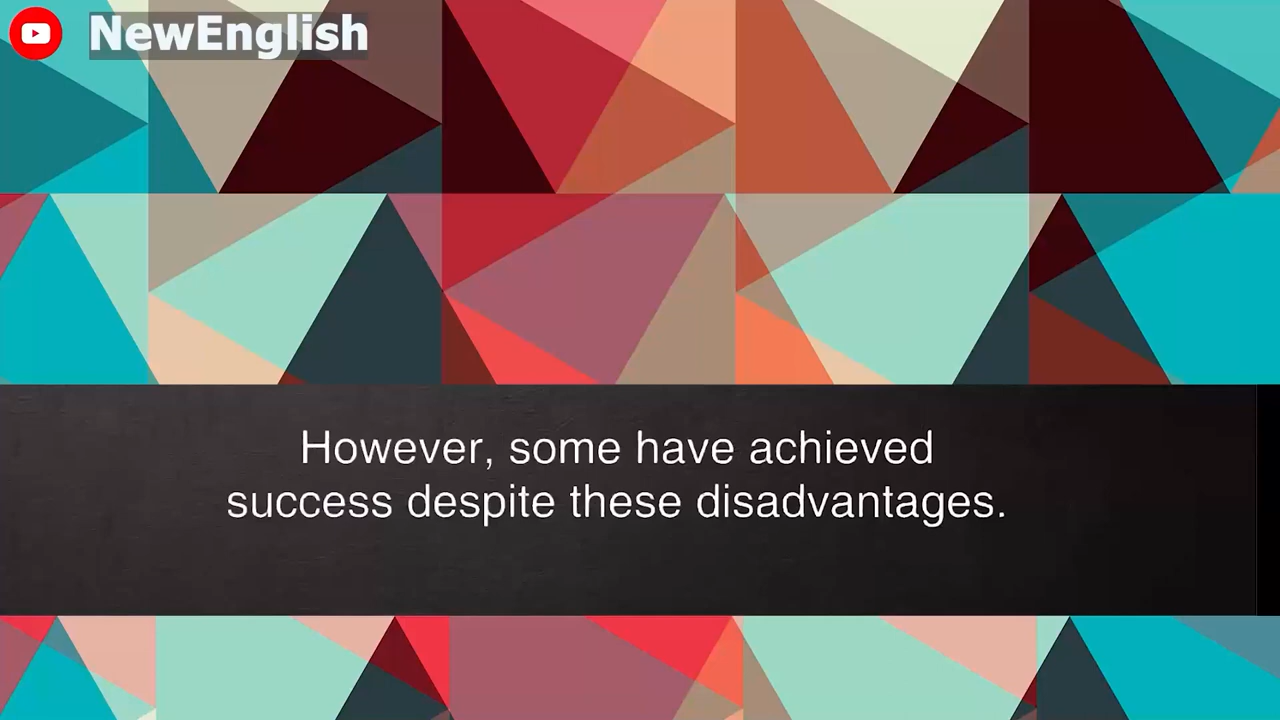 NewEnglish
However, some have achieved
success despite these disadvantages.